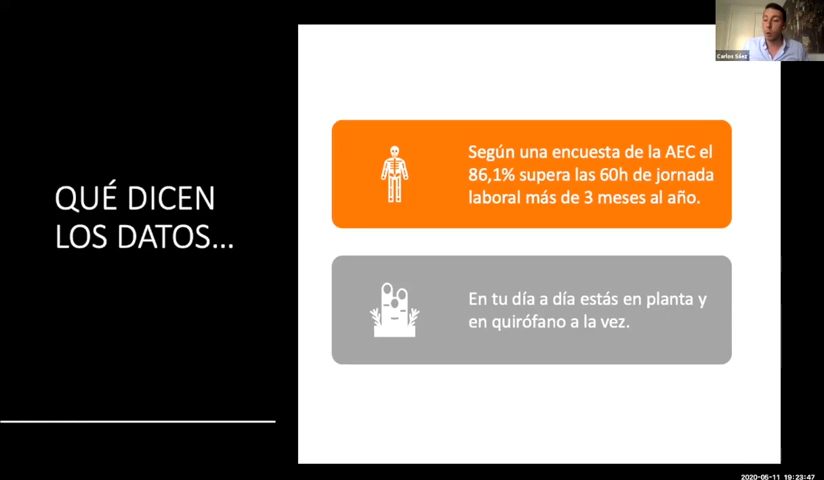 Carlos Sáez
QUÉ DICEN
LOS DATOS...
Según una encuesta de la AEC el
86,1% supera las 60h de jornada
laboral más de 3 meses al año.
En tu día a día estás en planta y
en quirófano a la vez.
2020-06-11 19:23:47